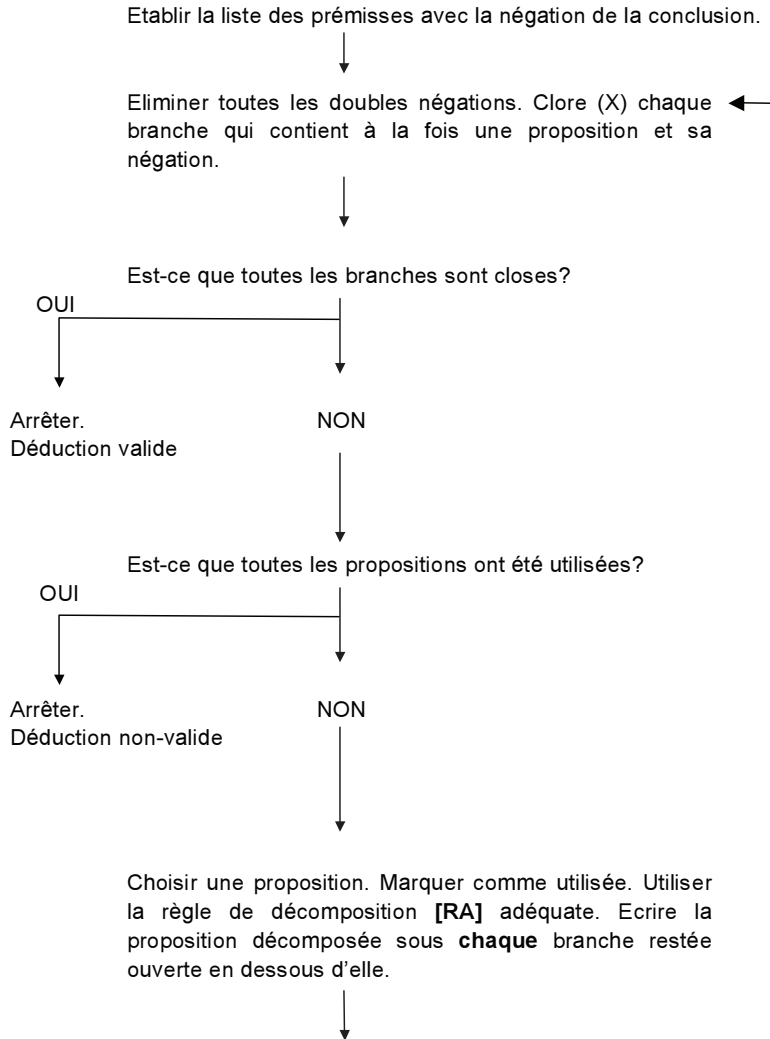 Etablir la liste des prémisses avec la négation de la conclusion.
Eliminer toutes les doubles négations. Clore (X) chaque
branche qui contient à la fois une proposition et sa
négation.
Est-ce que toutes les branches sont closes?
OUI
Arrêter.
Déduction valide
NON
Est-ce que toutes les propositions ont été utilisées?
OUI
Arrêter.
Déduction non-valide
NON
Choisir une proposition. Marquer comme utilisée. Utiliser
la règle de décomposition [RA] adéquate. Ecrire la
proposition décomposée sous chaque branche restée
ouverte en dessous d'elle.